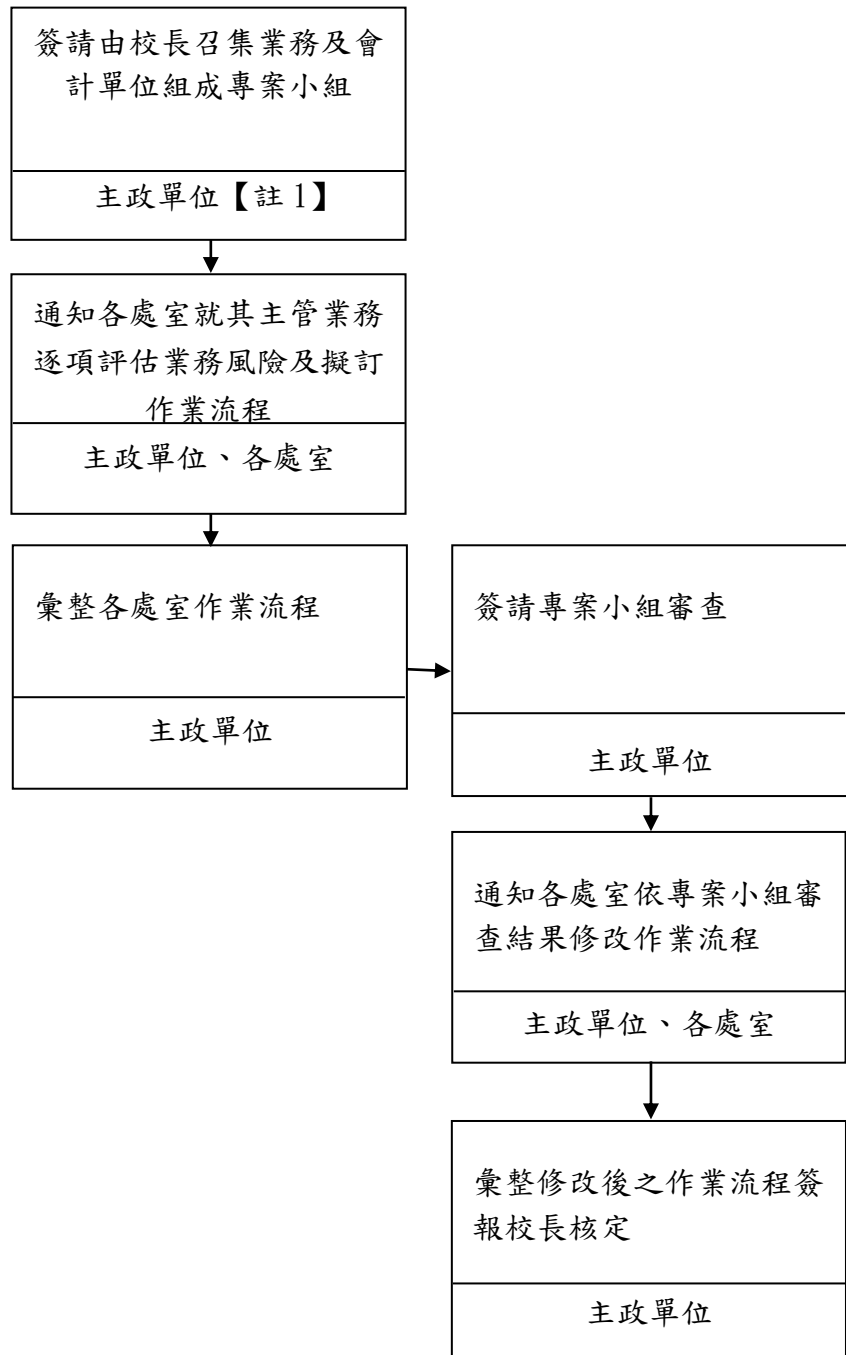 簽請由校長召集業務及會
計單位組成專案小組
主政單位【註1】
通知各處室就其主管業務
逐項評估業務風險及擬訂
作業流程
主政單位、各處室
彙整各處室作業流程
主政單位
簽請專案小組審查
主政單位
通知各處室依專案小組審
查結果修改作業流程
主政單位、各處室
彙整修改後之作業流程簽
報校長核定
主政單位